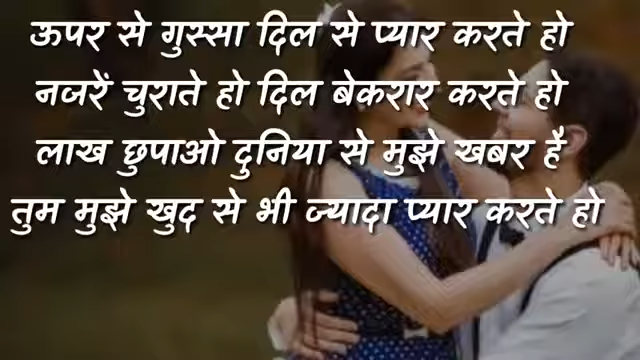 ऊपर से गुस्सा दिल से प्यार करते हो
नजरें चुराते हो दिल बेकरार करते हो
लाख छुपाओ दुनिया से मुझे खबर है
तुम मुझे खुद से भी ज्यादा प्यार करते हो